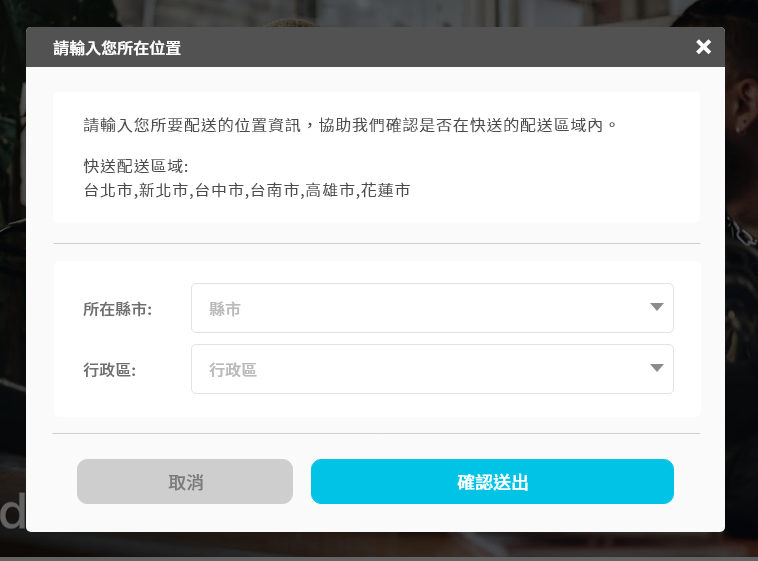 請輸入您所在位置
請輸入您所要配送的位置資訊，協助我們確認是否在快送的配送區域內。
快送配送區域:
台北市,新北市,台中市,台南市,高雄市,花蓮市
所在縣市:
縣市
行政區:
行政區
取消
確認送出
d